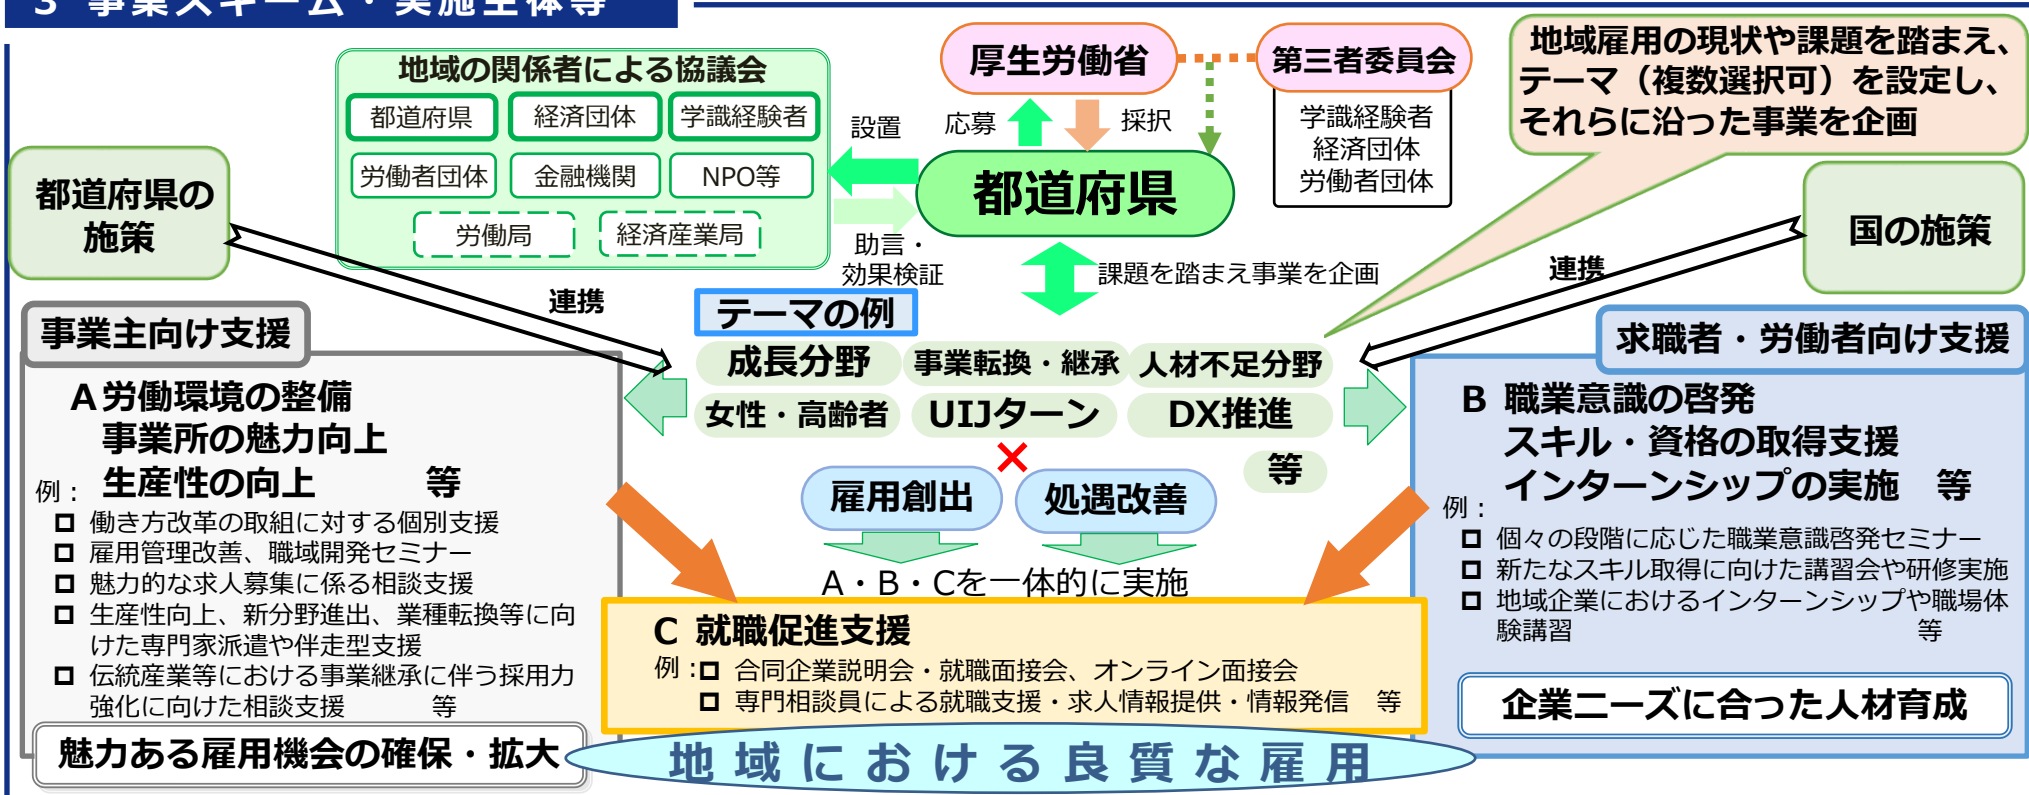 3 事業スキーム・実施主体等
地域の関係者による協議会
都道府県
経済団体
学識経験者
労働者団体
金融機関
NPO等
労働局
経済産業局
設置
助言・
効果検証
厚生労働省
応募
採択
第三者委員会
学識経験者
経済団体
労働者団体
都道府県
課題を踏まえ事業を企画
地域雇用の現状や課題を踏まえ、
テーマ（複数選択可）を設定し、
それらに沿った事業を企画
都道府県の
施策
連携
国の施策
連携
テーマの例
成長分野
事業転換・継承
人材不足分野
女性・高齢者
UIJターン
DX推進
等
×
雇用創出
処遇改善
A・B・Cを一体的に実施
事業主向け支援
A労働環境の整備
事業所の魅力向上
生産性の向上 等
例：
働き方改革の取組に対する個別支援
雇用管理改善、職域開発セミナー
魅力的な求人募集に係る相談支援
生産性向上、新分野進出、業種転換等に向
けた専門家派遣や伴走型支援
伝統産業等における事業継承に伴う採用力
強化に向けた相談支援 等
魅力ある雇用機会の確保・拡大
求職者・労働者向け支援
B 職業意識の啓発
スキル・資格の取得支援
インターンシップの実施 等
例：
個々の段階に応じた職業意識啓発セミナー
新たなスキル取得に向けた講習会や研修実施
地域企業におけるインターンシップや職場体
験講習 等
企業ニーズに合った人材育成
C 就職促進支援
例：合同企業説明会・就職面接会、オンライン面接会
専門相談員による就職支援・求人情報提供・情報発信 等
地域における良質な雇用